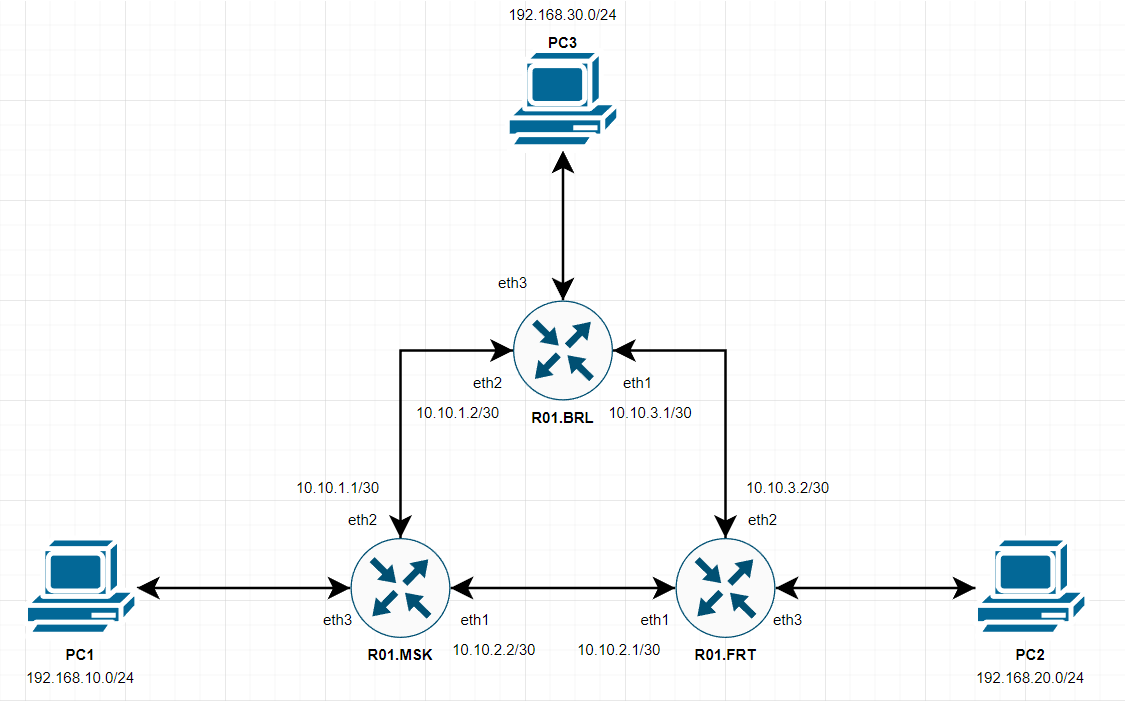 192.168.30.0/24
PC3
eth3
eth2
eth1
10.10.1.2/30
10.10.3.1/30
R01.BRL
10.10.1.1/30
10.10.3.2/30
eth2
eth2
eth3
eth1
eth1
eth3
10.10.2.2/30
10.10.2.1/30
PC1
R01.MSK
R01.FRT
PC2
192.168.10.0/24
192.168.20.0/24